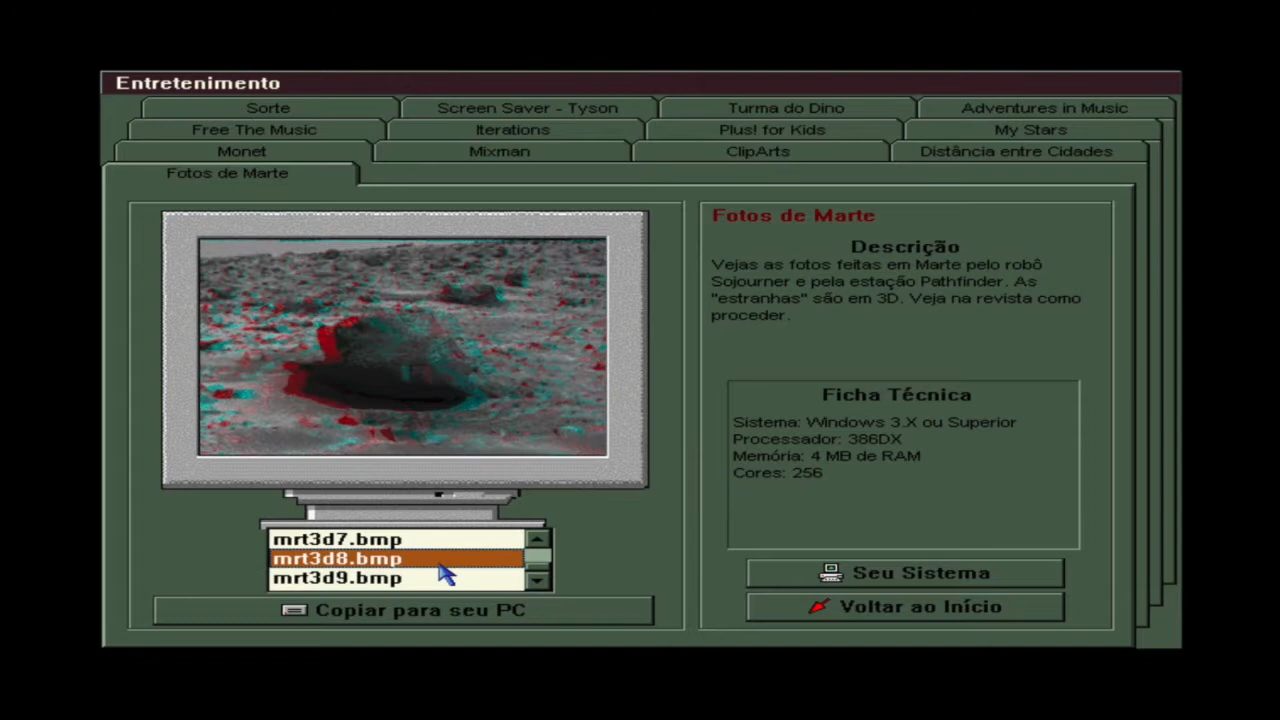 Entretenimento
Sorte
Screen Saver - Tyson
Turma do Dino
Adventures in Music
Free The Music
Iterations
Plus! for Kids
My Stars
Monet
Mixman
ClipArts
Distância entre Cidades
Fotos de Marte
Fotos de Marte
Descrição
Vejas as fotos feitas em Marte pelo robô
Sojourner e pela estação Pathfinder. As
"estranhas" são em 3D. Veja na revista como
proceder.
Ficha Técnica
Sistema: Windows 3.X ou Superior
Processador: 386DX
Memória: 4 MB de RAM
Cores: 256
mrt3d7.bmp
mrt3d8.bmp
mrt3d9.bmp
Copiar para seu PC
Seu Sistema
Voltar ao Início